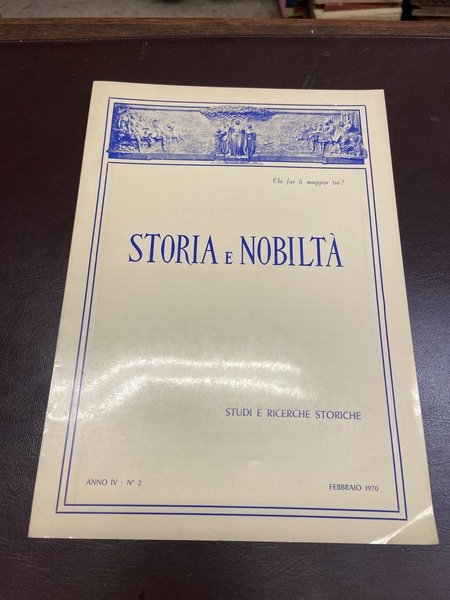 Chi fur li maggior tui?
STORIA E NOBILTÀ
STUDI E RICERCHE STORICHE
ANNO IV - N° 2
FEBBRAIO 1970